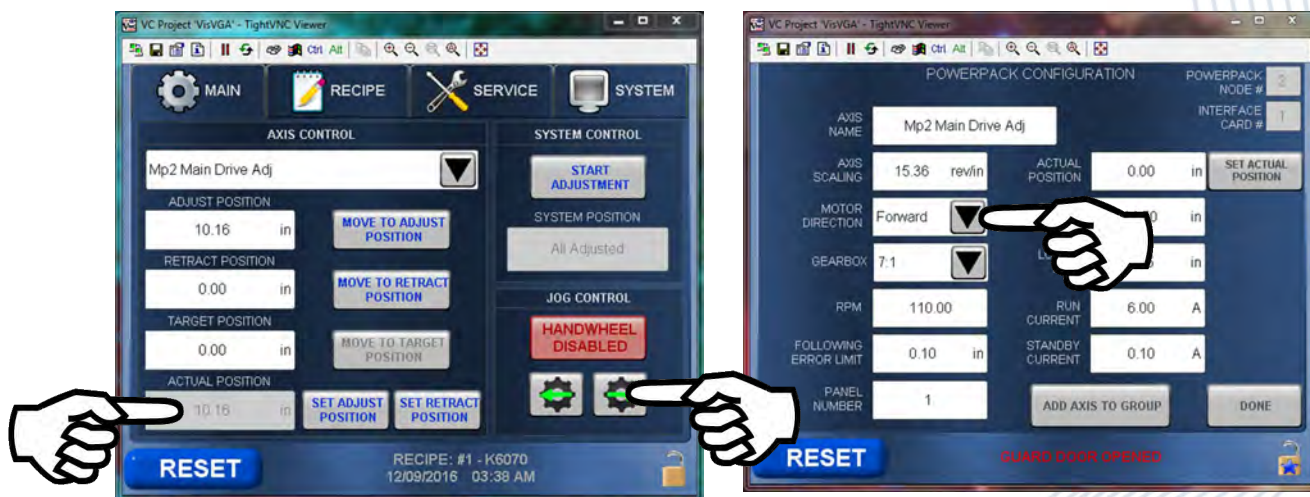 VC Project 'VisVGA' - TightVNC Viewer
Ctrl Alt
MAIN
RECIPE
SERVICE
SYSTEM
AXIS CONTROL
Mp2 Main Drive Adj
ADJUST POSITION
10.16 in
MOVE TO ADJUST
POSITION
RETRACT POSITION
0.00 in
MOVE TO RETRACT
POSITION
TARGET POSITION
0.00 in
MOVE TO TARGET
POSITION
ACTUAL POSITION
10.16 in
SET ADJUST
POSITION
SET RETRACT
POSITION
SYSTEM CONTROL
START
ADJUSTMENT
SYSTEM POSITION
All Adjusted
JOG CONTROL
HANDWHEEL
DISABLED
RESET
RECIPE: #1 - K6070
12/09/2016 03:38 AM
VC Project 'VisVGA' - TightVNC Viewer
Ctrl Alt
POWERPACK CONFIGURATION
POWERPACK
NODE #
2
INTERFACE
CARD #
1
AXIS
NAME
Mp2 Main Drive Adj
AXIS
SCALING
15.36 rev/in
ACTUAL
POSITION
0.00 in
SET ACTUAL
POSITION
MOTOR
DIRECTION
Forward
in
GEARBOX
7:1
in
RPM
110.00
RUN
CURRENT
6.00 A
FOLLOWING
ERROR LIMIT
0.10 in
STANDBY
CURRENT
0.10 A
PANEL
NUMBER
1
ADD AXIS TO GROUP
DONE
RESET
GUARD DOOR OPENED